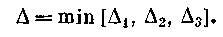 Δ = min [Δ₁, Δ₂, Δ₃].